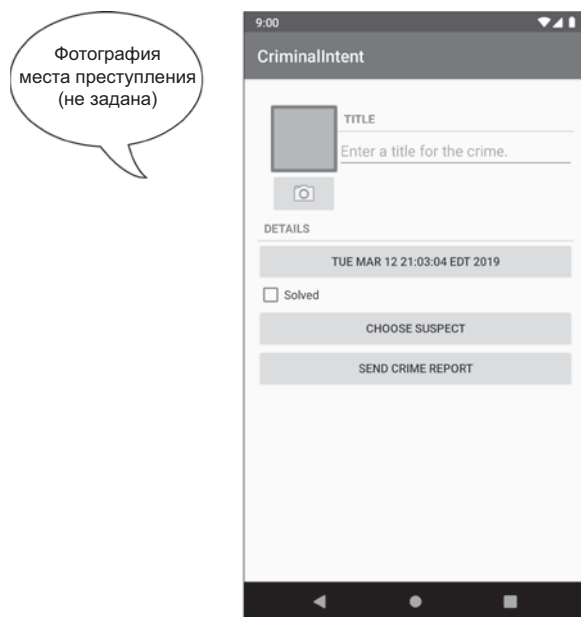 Фотография
места преступления
(не задана)
9:00
CriminalIntent
TITLE
Enter a title for the crime.
DETAILS
TUE MAR 12 21:03:04 EDT 2019
Solved
CHOOSE SUSPECT
SEND CRIME REPORT